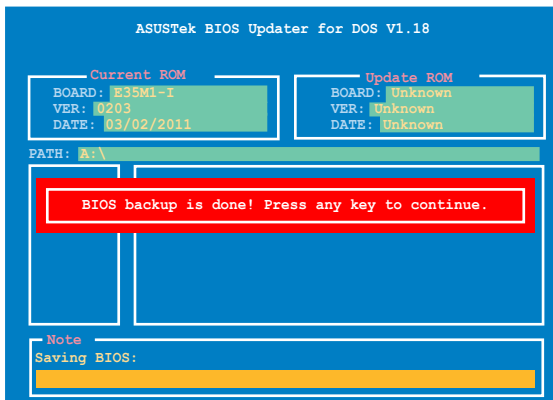 ASUSTek BIOS Updater for DOS V1.18
Current ROM
BOARD: E35M1-I
VER: 0203
DATE: 03/02/2011
Update ROM
BOARD: Unknown
VER: Unknown
DATE: Unknown
PATH: A:\
BIOS backup is done! Press any key to continue.
Note
Saving BIOS: